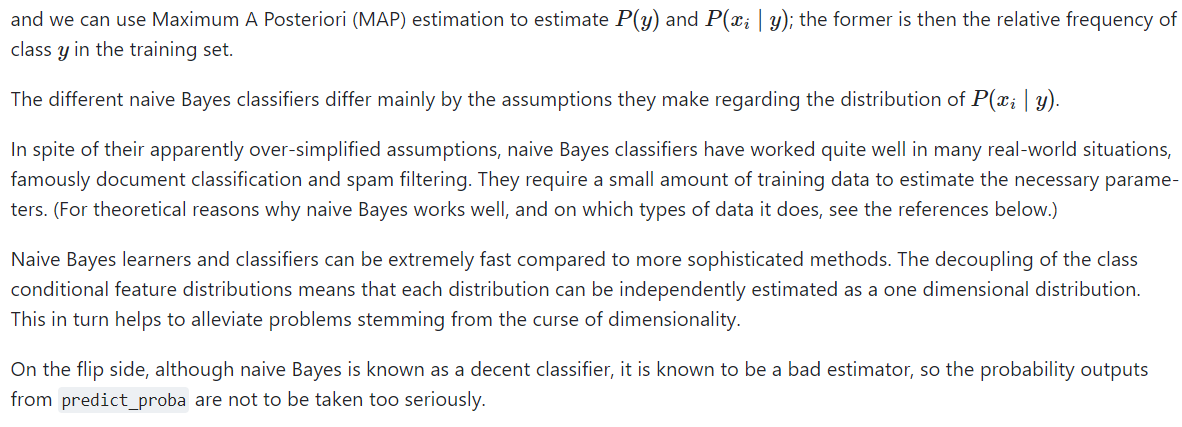 and we can use Maximum A Posteriori (MAP) estimation to estimate P(y) and P(xᵢ | y); the former is then the relative frequency of
class y in the training set.
The different naive Bayes classifiers differ mainly by the assumptions they make regarding the distribution of P(xᵢ | y).
In spite of their apparently over-simplified assumptions, naive Bayes classifiers have worked quite well in many real-world situations,
famously document classification and spam filtering. They require a small amount of training data to estimate the necessary parame-
ters. (For theoretical reasons why naive Bayes works well, and on which types of data it does, see the references below.)
Naive Bayes learners and classifiers can be extremely fast compared to more sophisticated methods. The decoupling of the class
conditional feature distributions means that each distribution can be independently estimated as a one dimensional distribution.
This in turn helps to alleviate problems stemming from the curse of dimensionality.
On the flip side, although naive Bayes is known as a decent classifier, it is known to be a bad estimator, so the probability outputs
from predict_proba are not to be taken too seriously.